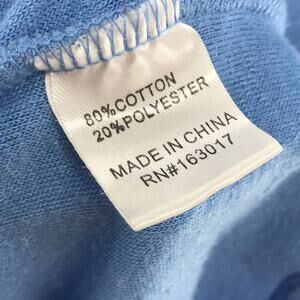 80%COTTON
20%POLYESTER
MADE IN CHINA
RN#163017